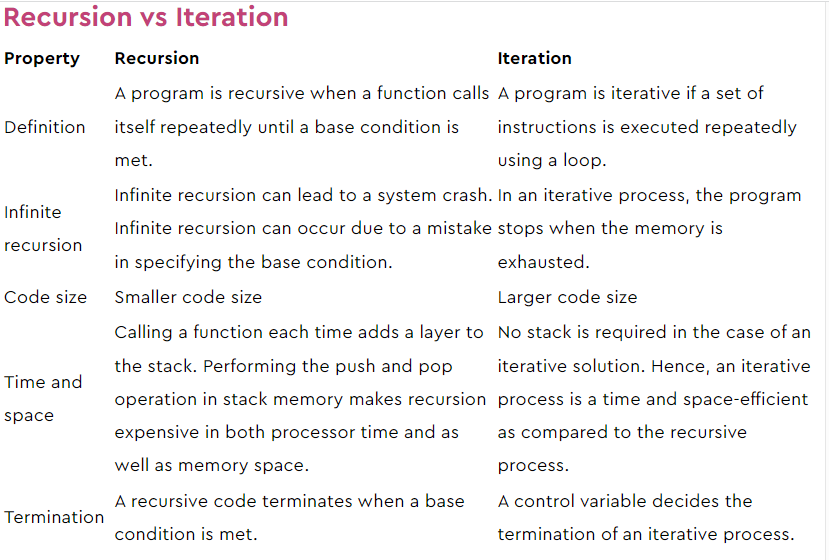 Recursion vs Iteration
Property Recursion Iteration
Definition
A program is recursive when a function calls
itself repeatedly until a base condition is
met.
A program is iterative if a set of
instructions is executed repeatedly
using a loop.
Infinite
recursion
Infinite recursion can lead to a system crash.
Infinite recursion can occur due to a mistake
in specifying the base condition.
In an iterative process, the program
stops when the memory is
exhausted.
Code size
Smaller code size
Larger code size
Time and
space
Calling a function each time adds a layer to
the stack. Performing the push and pop
operation in stack memory makes recursion
expensive in both processor time and as
well as memory space.
No stack is required in the case of an
iterative solution. Hence, an iterative
process is a time and space-efficient
as compared to the recursive
process.
Termination
A recursive code terminates when a base
condition is met.
A control variable decides the
termination of an iterative process.